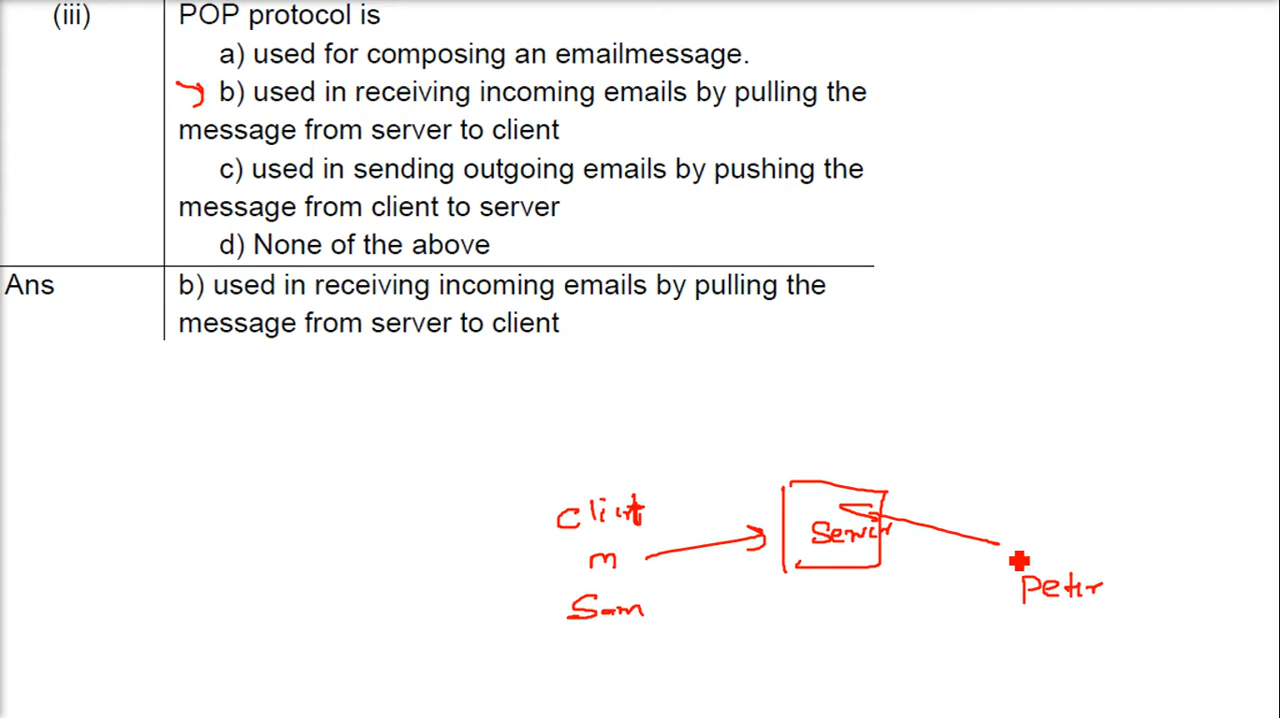 (iii) POP protocol is
a) used for composing an emailmessage.
b) used in receiving incoming emails by pulling the
message from server to client
c) used in sending outgoing emails by pushing the
message from client to server
d) None of the above
Ans b) used in receiving incoming emails by pulling the
message from server to client
Client
Server
m
Peter
Sam